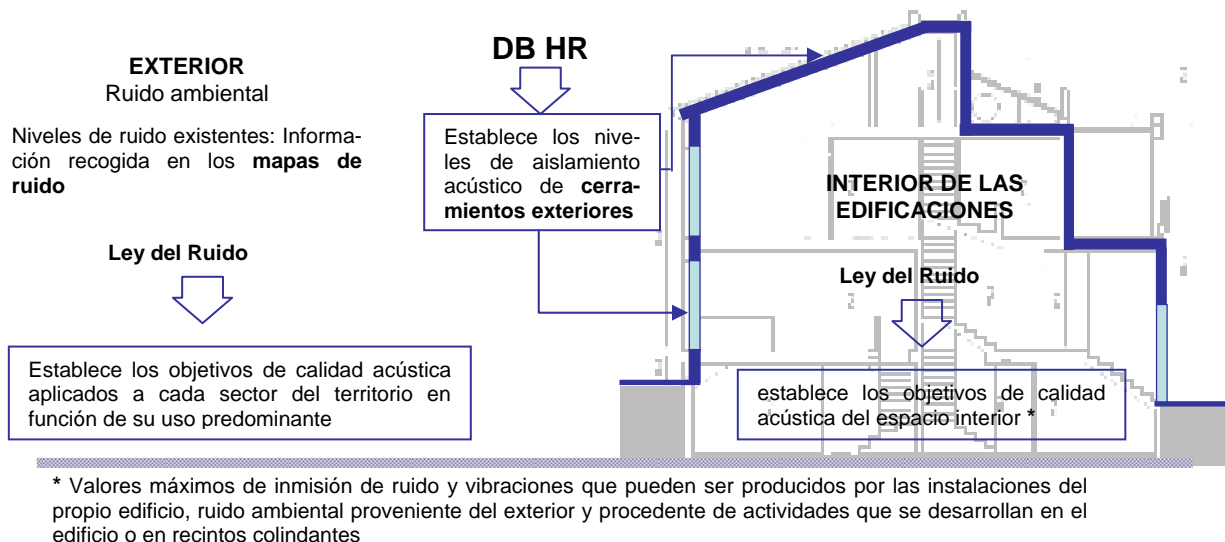 EXTERIOR
Ruido ambiental
Niveles de ruido existentes: Informa-
ción recogida en los mapas de
ruido
Ley del Ruido
Establece los objetivos de calidad acústica
aplicados a cada sector del territorio en
función de su uso predominante
DB HR
Establece los nive-
les de aislamiento
acústico de cerra-
mientos exteriores
INTERIOR DE LAS
EDIFICACIONES
Ley del Ruido
establece los objetivos de calidad
acústica del espacio interior *
* Valores máximos de inmisión de ruido y vibraciones que pueden ser producidos por las instalaciones del
propio edificio, ruido ambiental proveniente del exterior y procedente de actividades que se desarrollan en el
edificio o en recintos colindantes